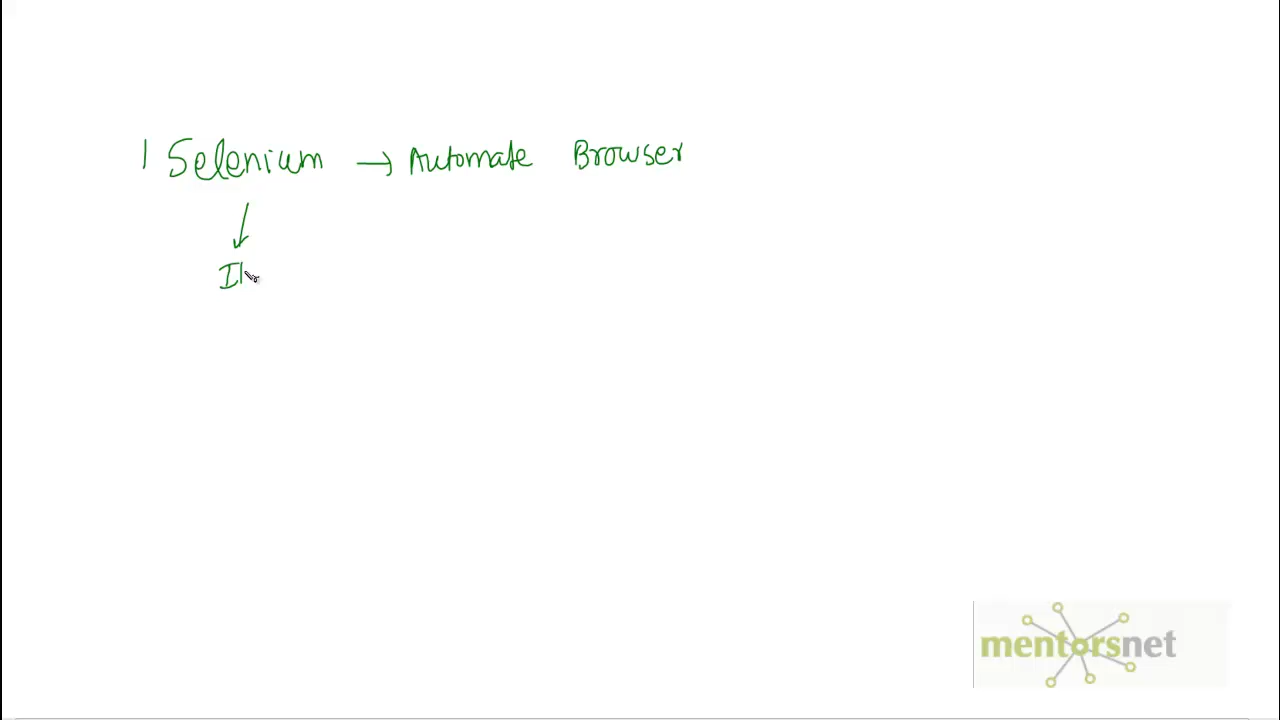 1 Selenium → Automate Browser
mentorsnet